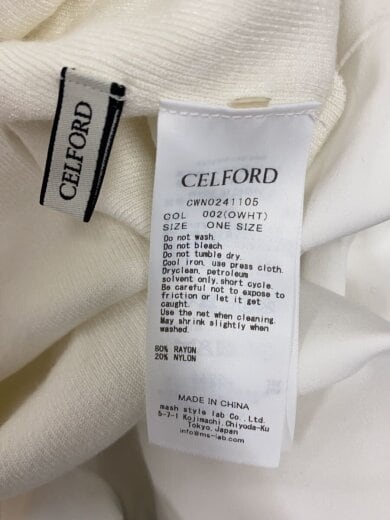 CELFORD
CELFORD
CWNO241105
COL 002(OWHT)
SIZE ONE SIZE
Do not wash.
Do not bleach
Do not tumble dry.
Cool iron, use press cloth.
Dryclean, petroleum
solvent only,short cycle.
Be careful not to expose to
friction or let it get
caught.
Use the net when cleaning.
May shrink slightly when
washed.
80% RAYON
20% NYLON
MADE IN CHINA
mash style lab Co.,Ltd.
5-7-1 Kojimachi,Chiyoda-Ku
Tokyo,Japan
info@ms-lab.com